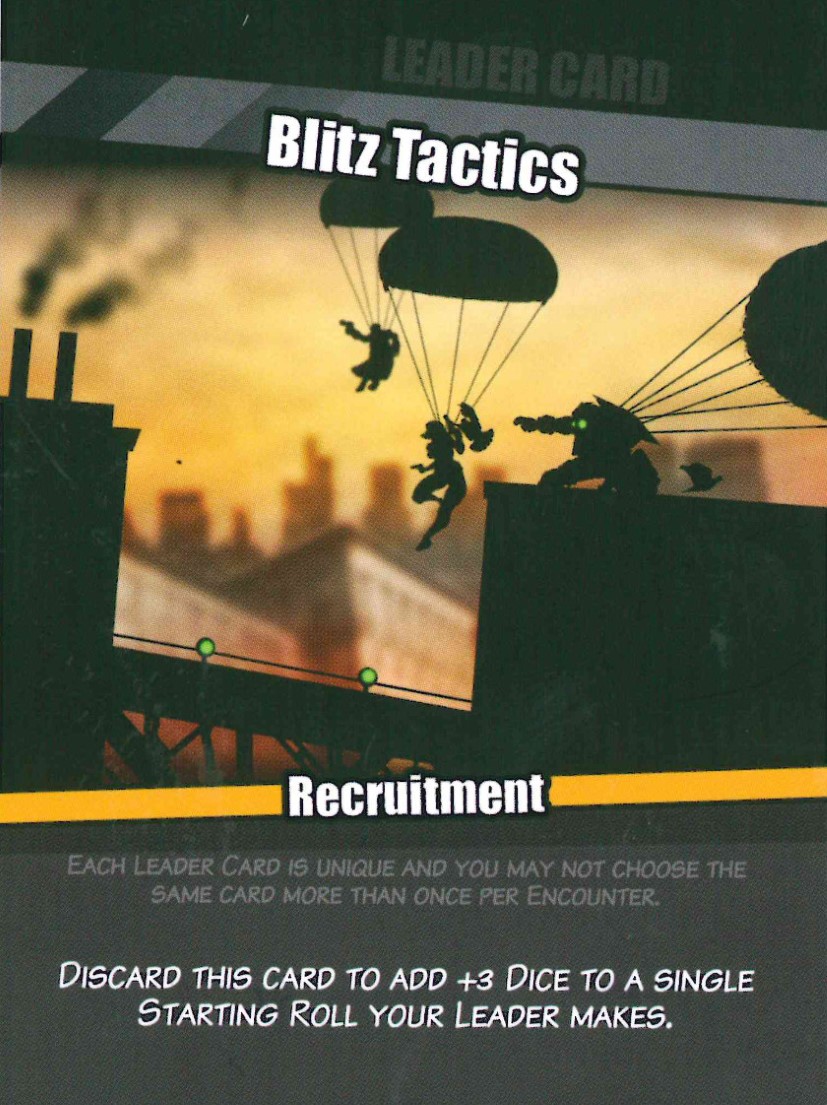 LEADER CARD
Blitz Tactics
Recruitment
EACH LEADER CARD IS UNIQUE AND YOU MAY NOT CHOOSE THE
SAME CARD MORE THAN ONCE PER ENCOUNTER.
DISCARD THIS CARD TO ADD +3 DICE TO A SINGLE
STARTING ROLL YOUR LEADER MAKES.